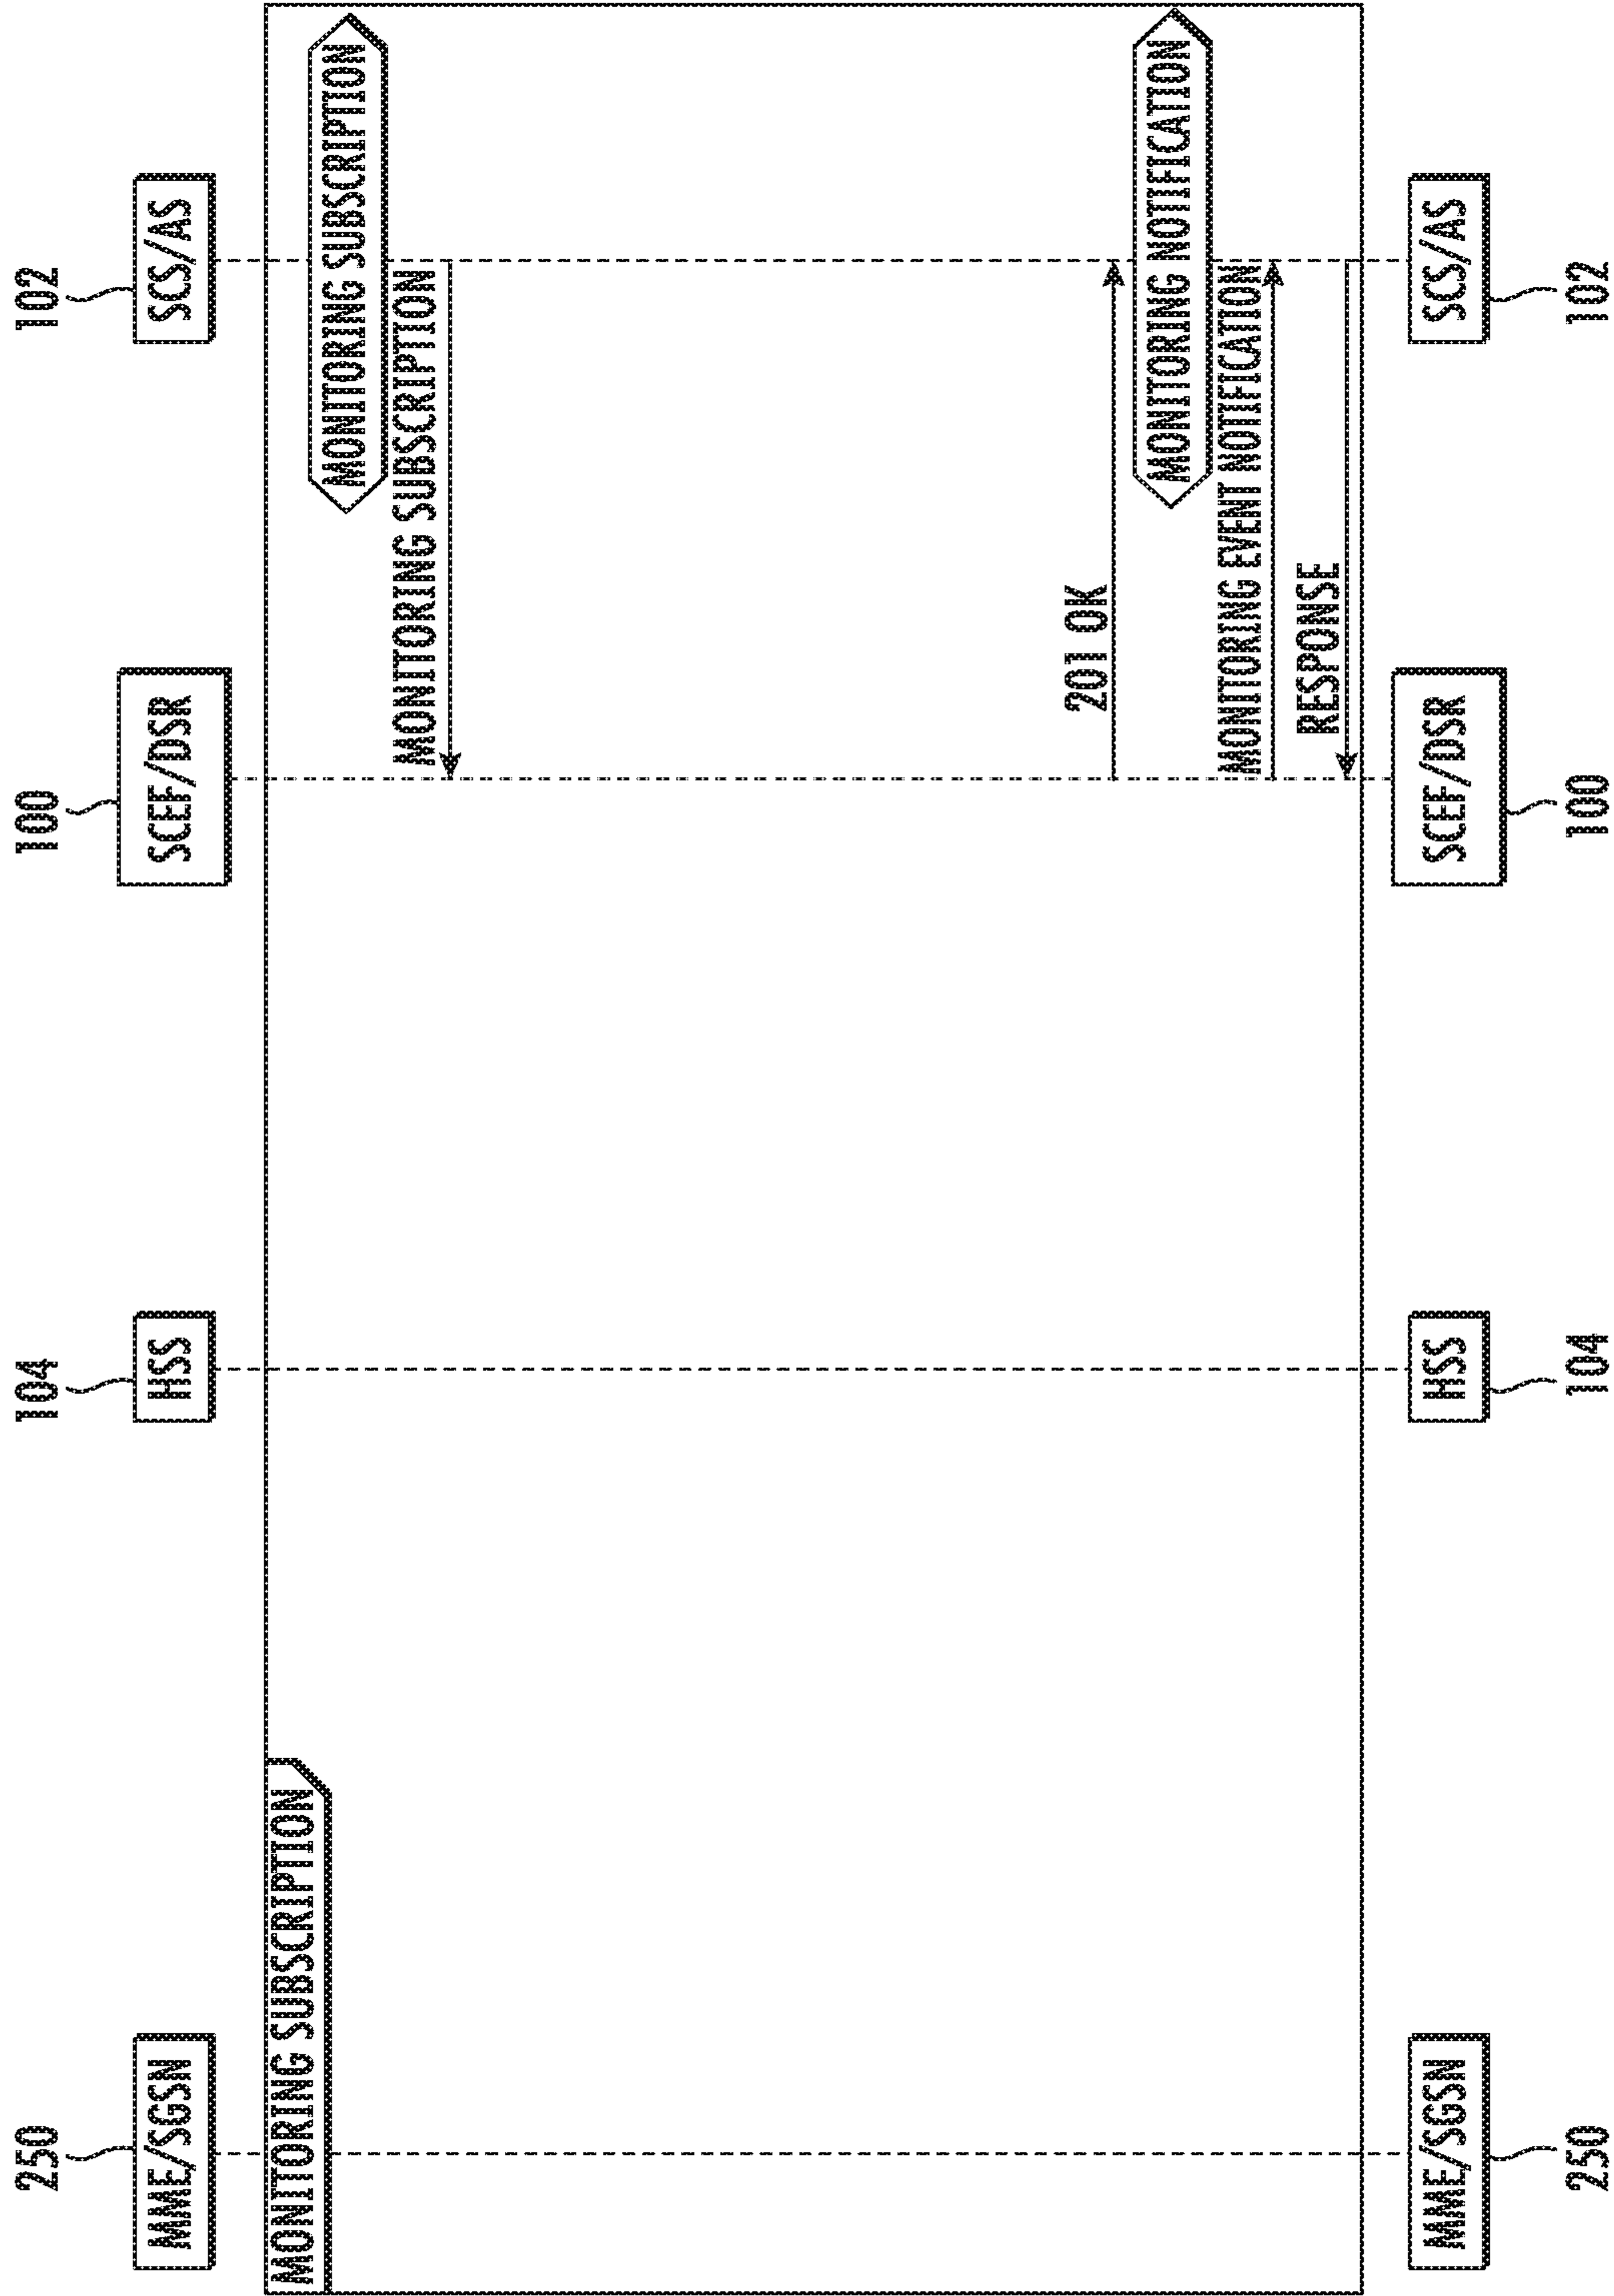 250
104
100
102
MME/SGSN
HSS
SCEF/DSR
SCS/AS
MONITORING SUBSCRIPTION
MONITORING SUBSCRIPTION
MONITORING SUBSCRIPTION
201 OK
MONITORING NOTIFICATION
MONITORING EVENT NOTIFICATION
RESPONSE
MME/SGSN
HSS
SCEF/DSR
SCS/AS
250
104
100
102